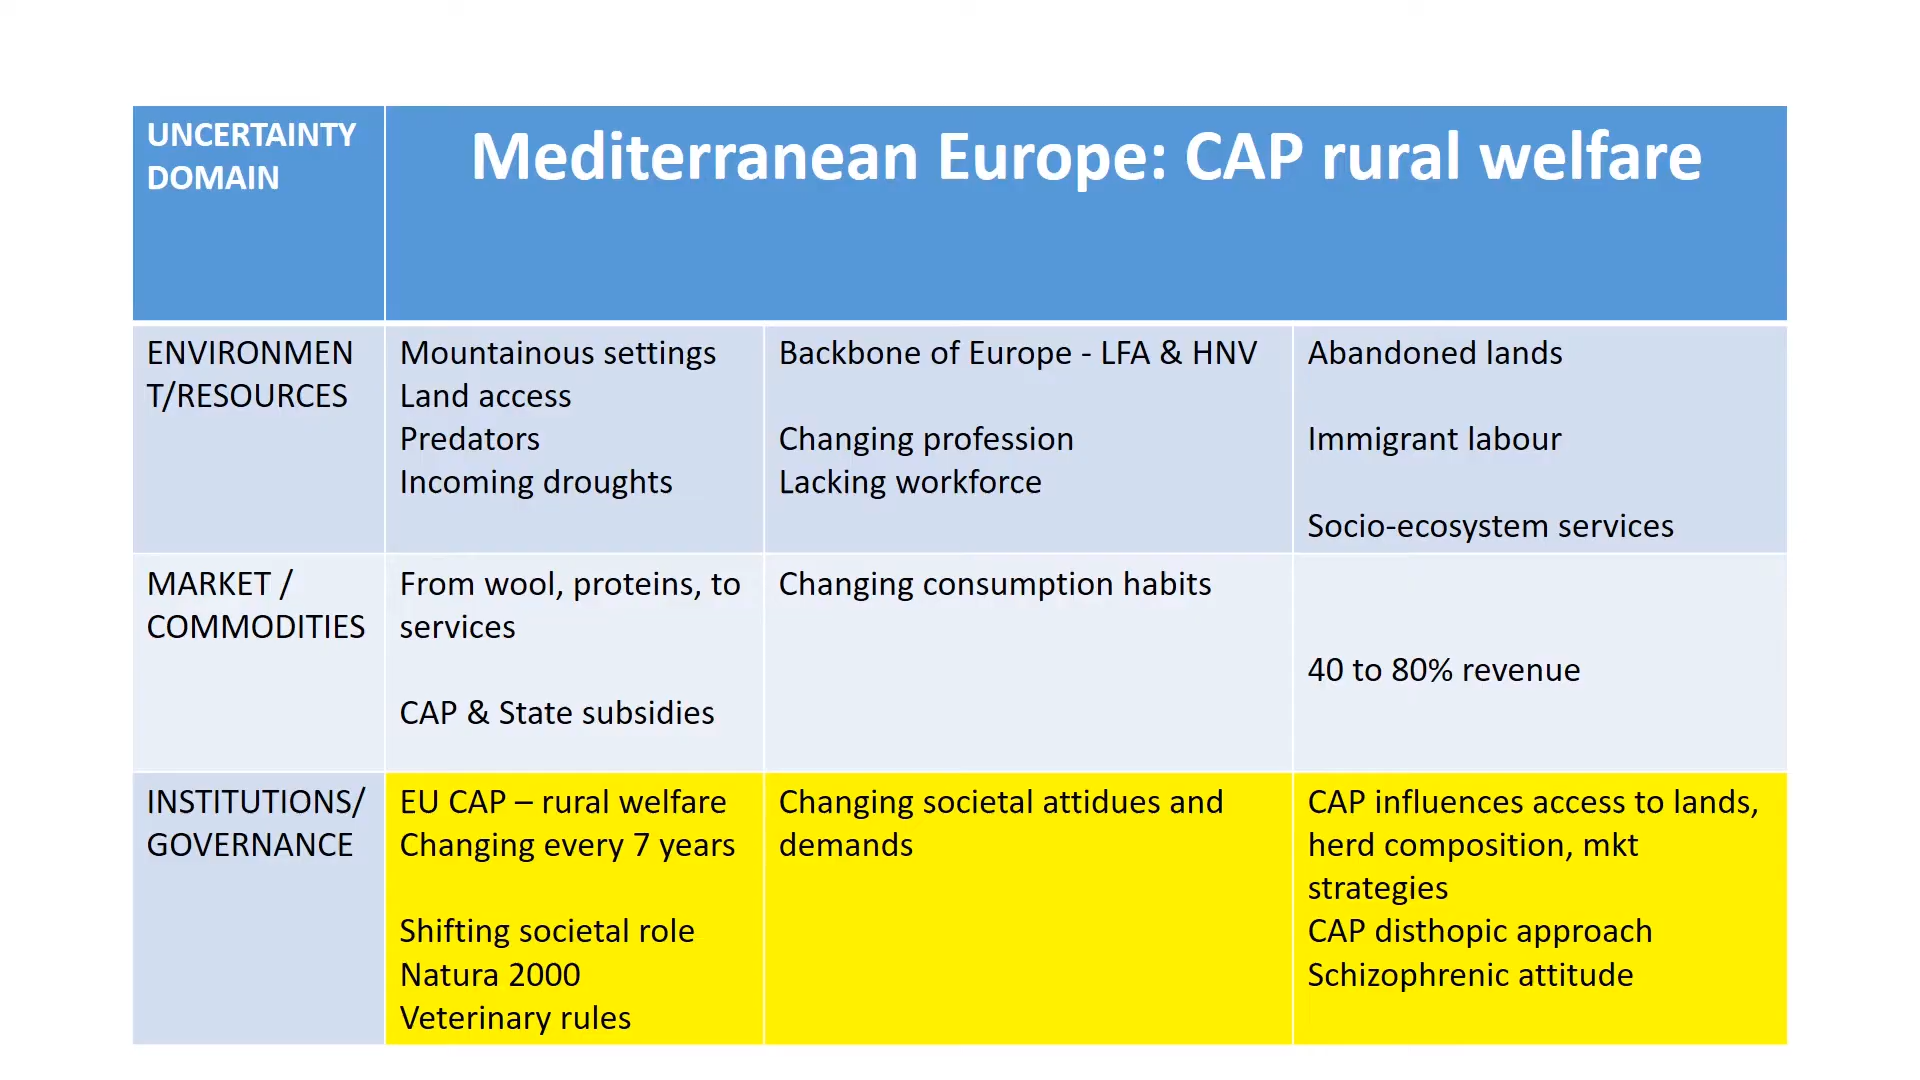 UNCERTAINTY
DOMAIN
Mediterranean Europe: CAP rural welfare
ENVIRONMEN
T/RESOURCES
Mountainous settings
Land access
Predators
Incoming droughts
Backbone of Europe - LFA & HNV
Changing profession
Lacking workforce
Abandoned lands
Immigrant labour
Socio-ecosystem services
MARKET /
COMMODITIES
From wool, proteins, to
services
CAP & State subsidies
Changing consumption habits
40 to 80% revenue
INSTITUTIONS/
GOVERNANCE
EU CAP – rural welfare
Changing every 7 years
Shifting societal role
Natura 2000
Veterinary rules
Changing societal attidues and
demands
CAP influences access to lands,
herd composition, mkt
strategies
CAP disthopic approach
Schizophrenic attitude